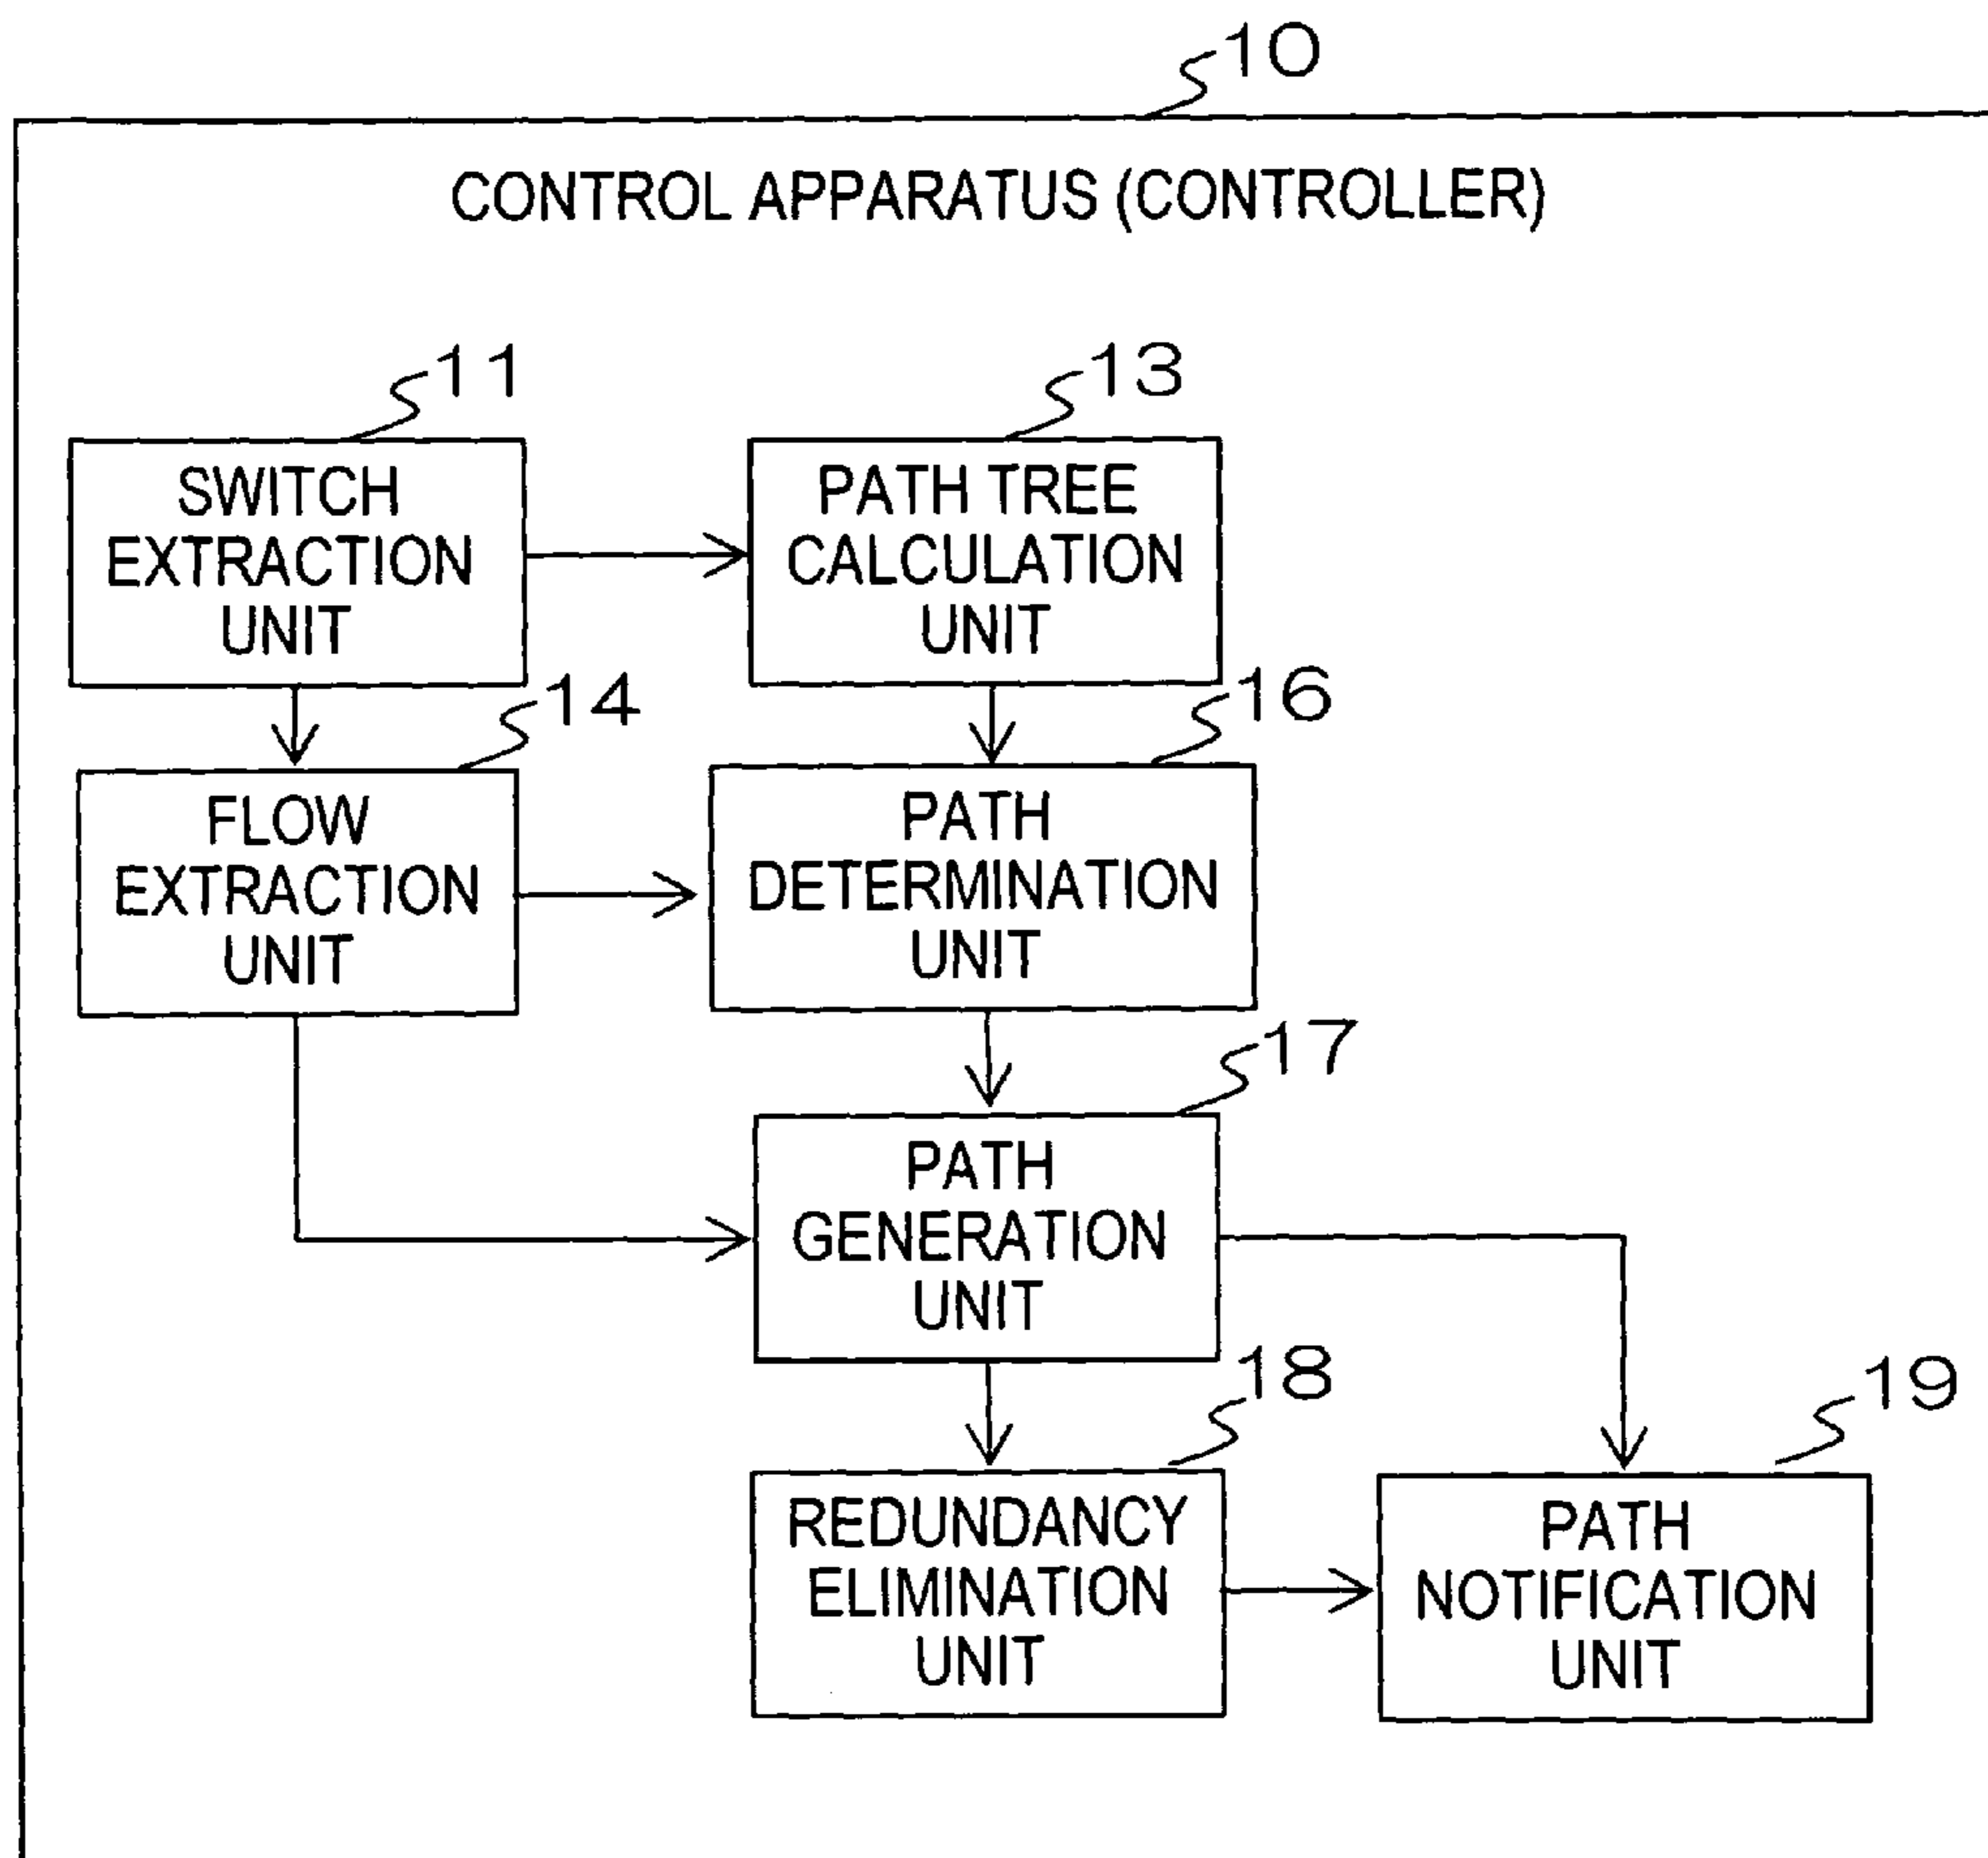 10
CONTROL APPARATUS (CONTROLLER)
11
SWITCH
EXTRACTION
UNIT
13
PATH TREE
CALCULATION
UNIT
14
FLOW
EXTRACTION
UNIT
16
PATH
DETERMINATION
UNIT
17
PATH
GENERATION
UNIT
18
REDUNDANCY
ELIMINATION
UNIT
19
PATH
NOTIFICATION
UNIT